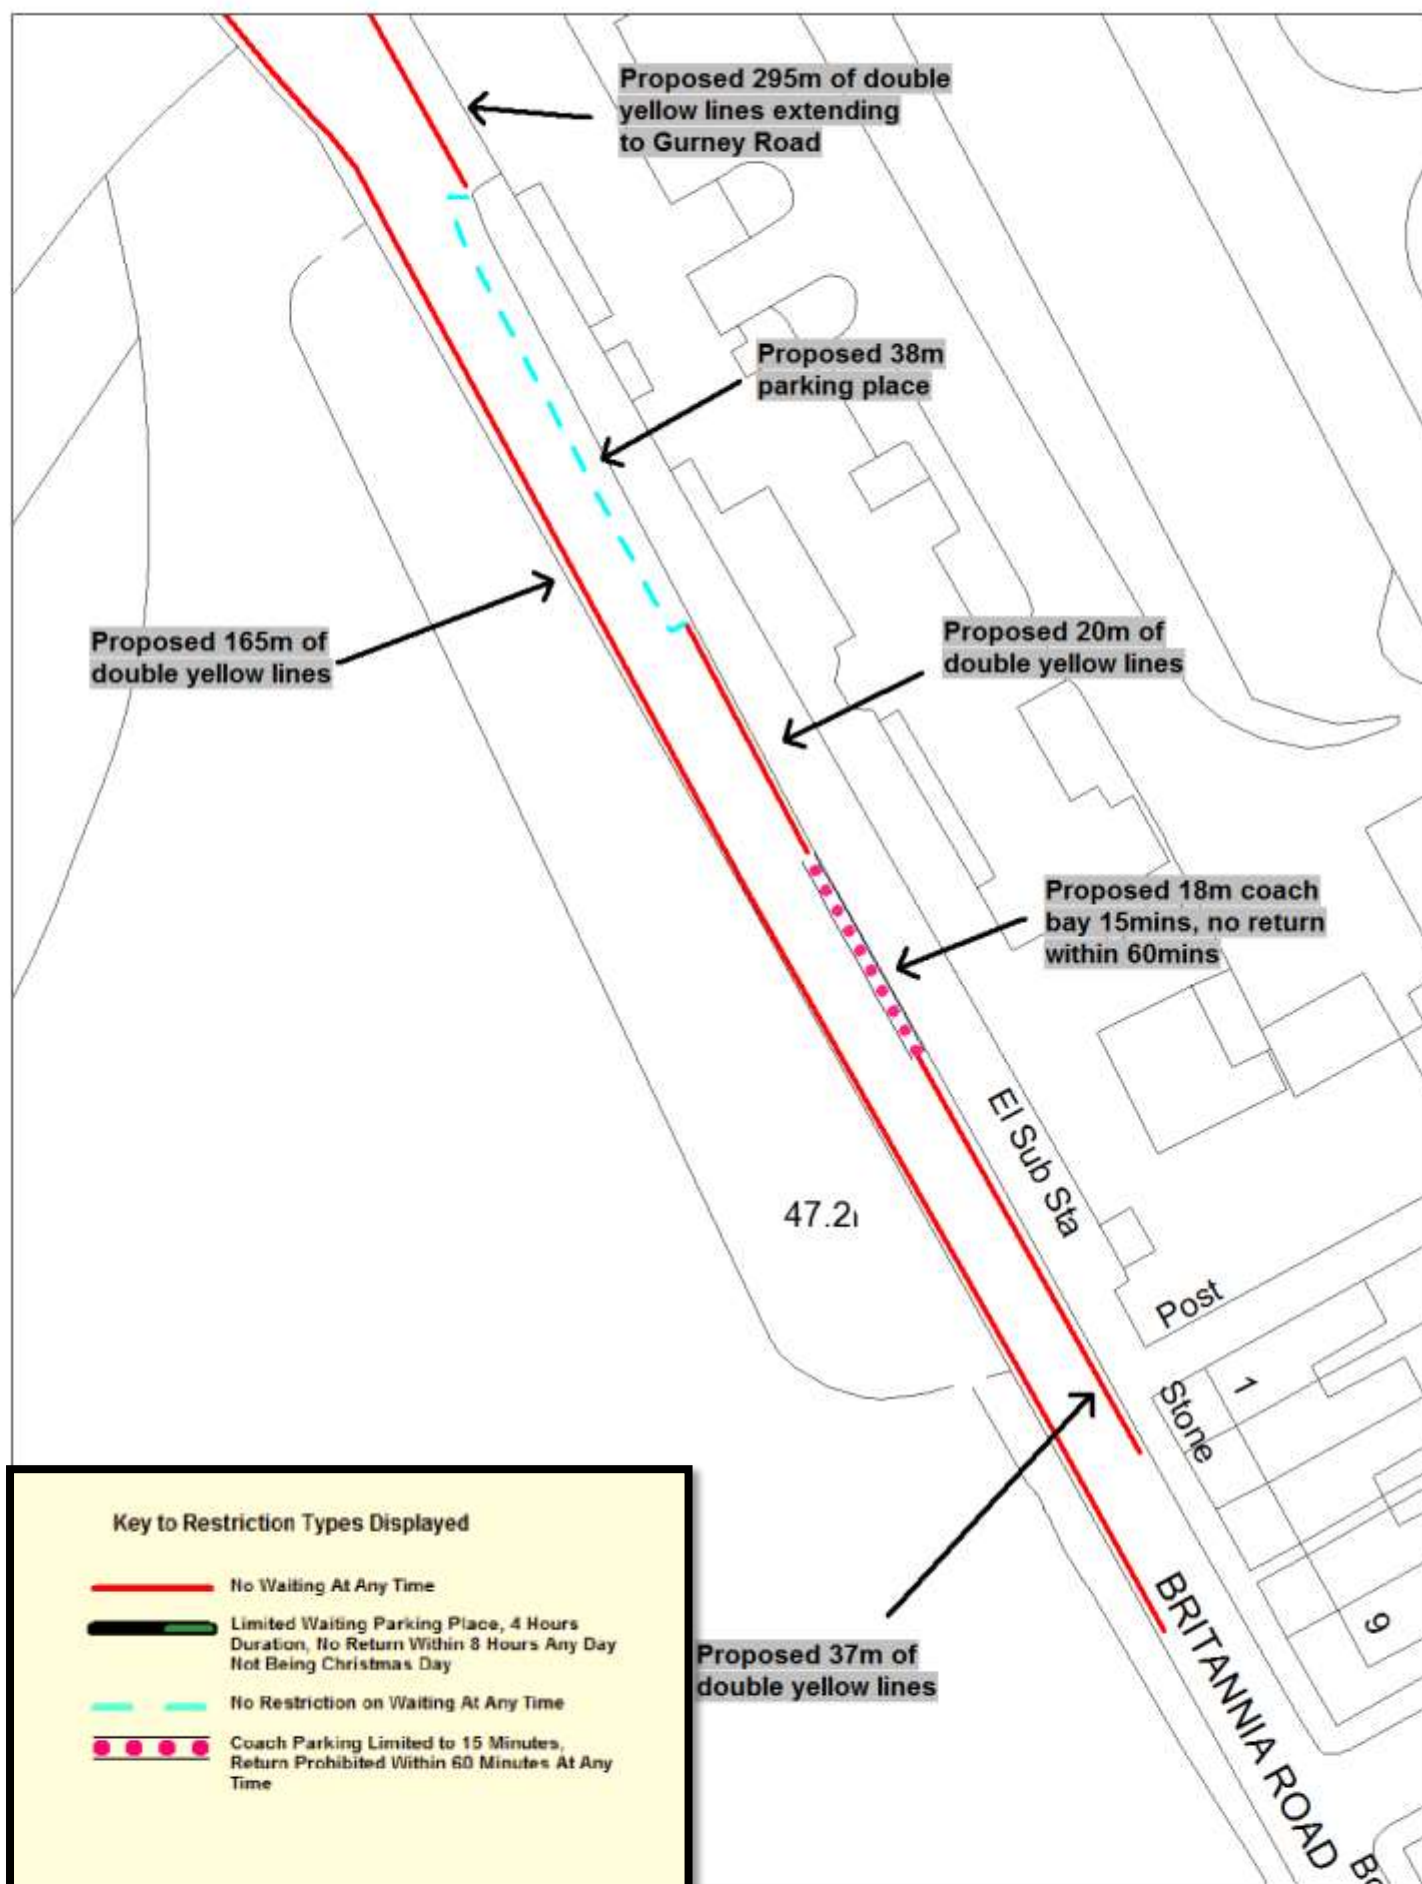 Proposed 295m of double
yellow lines extending
to Gurney Road
Proposed 38m
parking place
Proposed 165m of
double yellow lines
Proposed 20m of
double yellow lines
Proposed 18m coach
bay 15mins, no return
within 60mins
El Sub Sta
47.2
Post
Stone
1
9
Proposed 37m of
double yellow lines
BRITANNIA ROAD
Key to Restriction Types Displayed
No Waiting At Any Time
Limited Waiting Parking Place, 4 Hours
Duration, No Return Within 8 Hours Any Day
Not Being Christmas Day
No Restriction on Waiting At Any Time
Coach Parking Limited to 15 Minutes,
Return Prohibited Within 60 Minutes At Any
Time